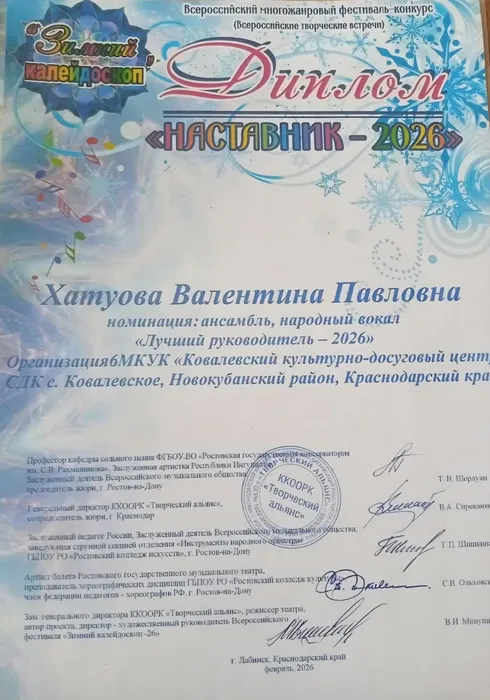 Всероссийский многожанровый фестиваль-конкурс
(Всероссийские творческие встречи)
"Зимний
калейдоскоп"
Диплом
«НАСТАВНИК – 2026»
Хатуова Валентина Павловна
номинация: ансамбль, народный вокал
«Лучший руководитель – 2026»
Организация6МКУК «Ковалевский культурно-досуговый центр
СДК с. Ковалевское, Новокубанский район, Краснодарский кра
Профессор кафедры сольного пения ФГБОУ.ВО «Ростовская государственная консерватория
им. С.В. Рахманинова», Заслуженная артистка Республики Ингушетия,
Заслуженный деятель Всероссийского музыкального общества,
председатель жюри, г. Ростов-на-Дону
Т.В. Шорлуян
Генеральный директор ККООРК «Творческий альянс»,
сопредседатель жюри, г. Краснодар
В.А. Сиреканян
ККООРК
«Творческий
альянс»
Заслуженный педагог России, Заслуженный деятель Всероссийского музыкального общества,
заведующая струнной секцией отделения «Инструменты народного оркестра»
ГБПОУ РО «Ростовский колледж искусств», г. Ростов-на-Дону
Г.П. Шишкина
Артист балета Ростовского государственного музыкального театра,
преподаватель хореографических дисциплин ГБПОУ РО «Ростовский колледж культуры»
член федерации педагогов - хореографов РФ, г. Ростов-на-Дону
С.В. Ольховск
Зам. генерального директора ККООРК "Творческий альянс", режиссер театра,
автор проекта, директор - художественный руководитель Всероссийского
фестиваля «Зимний калейдоскоп -26»
В.И.
г. Лабинск, Краснодарский край
февраль, 2026